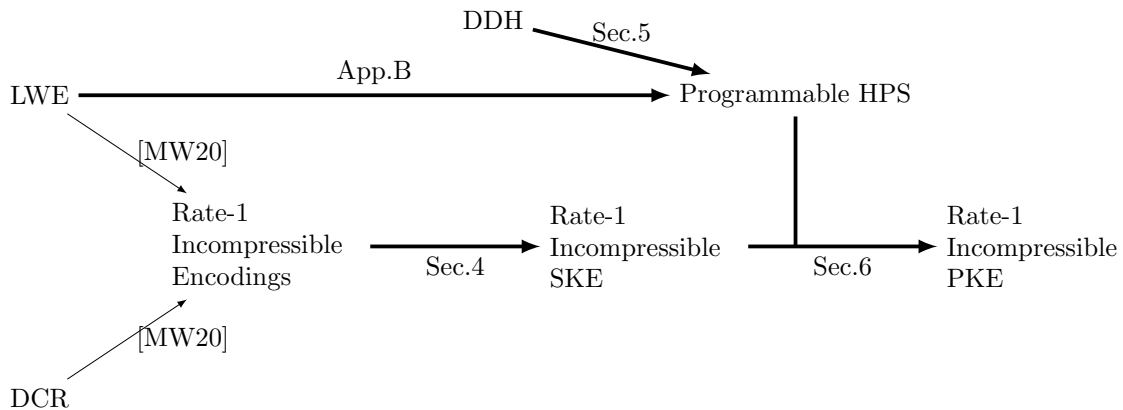 DDH
Sec.5
App.B
LWE
Programmable HPS
[MW20]
Rate-1
Incompressible
Encodings
Sec.4
Rate-1
Incompressible
SKE
Sec.6
Rate-1
Incompressible
PKE
[MW20]
DCR